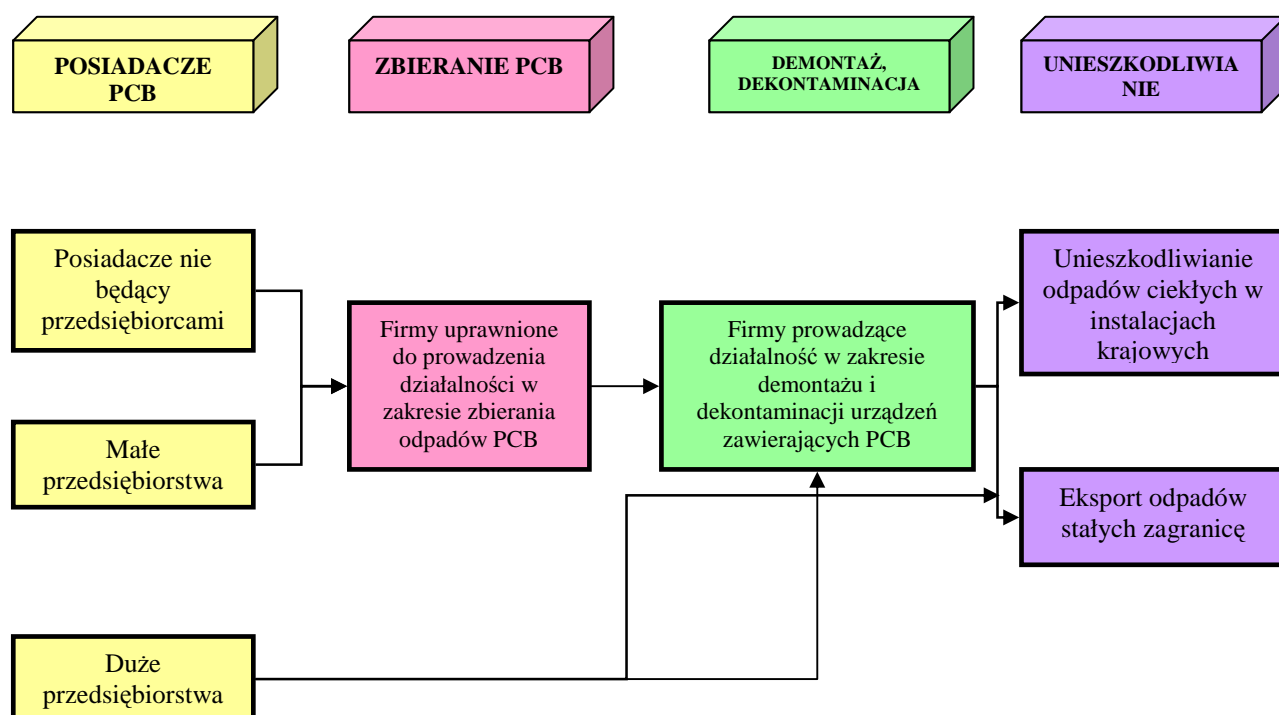 POSIADACZE
PCB
ZBIERANIE PCB
DEMONTAŻ,
DEKONTAMINACJA
UNIESZKODLIWIA
NIE
Posiadacze nie
będący
przedsiębiorcami
Małe
przedsiębiorstwa
Duże
przedsiębiorstwa
Firmy uprawnione
do prowadzenia
działalności w
zakresie zbierania
odpadów PCB
Firmy prowadzące
działalność w zakresie
demontażu i
dekontaminacji urządzeń
zawierających PCB
Unieszkodliwianie
odpadów ciekłych w
instalacjach
krajowych
Eksport odpadów
stałych zagranicę